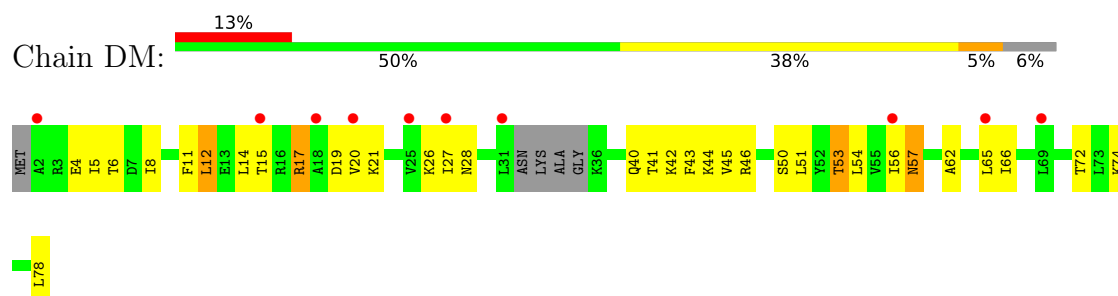 13%
Chain DM:
50% 38% 5% 6%
MET A2 R3 E4 I5 T6 D7 I8 F11 L12 E13 L14 T15 R16 R17 A18 D19 V20 K21 V25 K26 I27 N28 L31 ASN LYS ALA GLY K36 Q40 T41 K42 F43 K44 V45 R46 S50 L51 Y52 T53 L54 V55 I56 N57 A62 L65 I66 L69 T72 L73 K74
L78